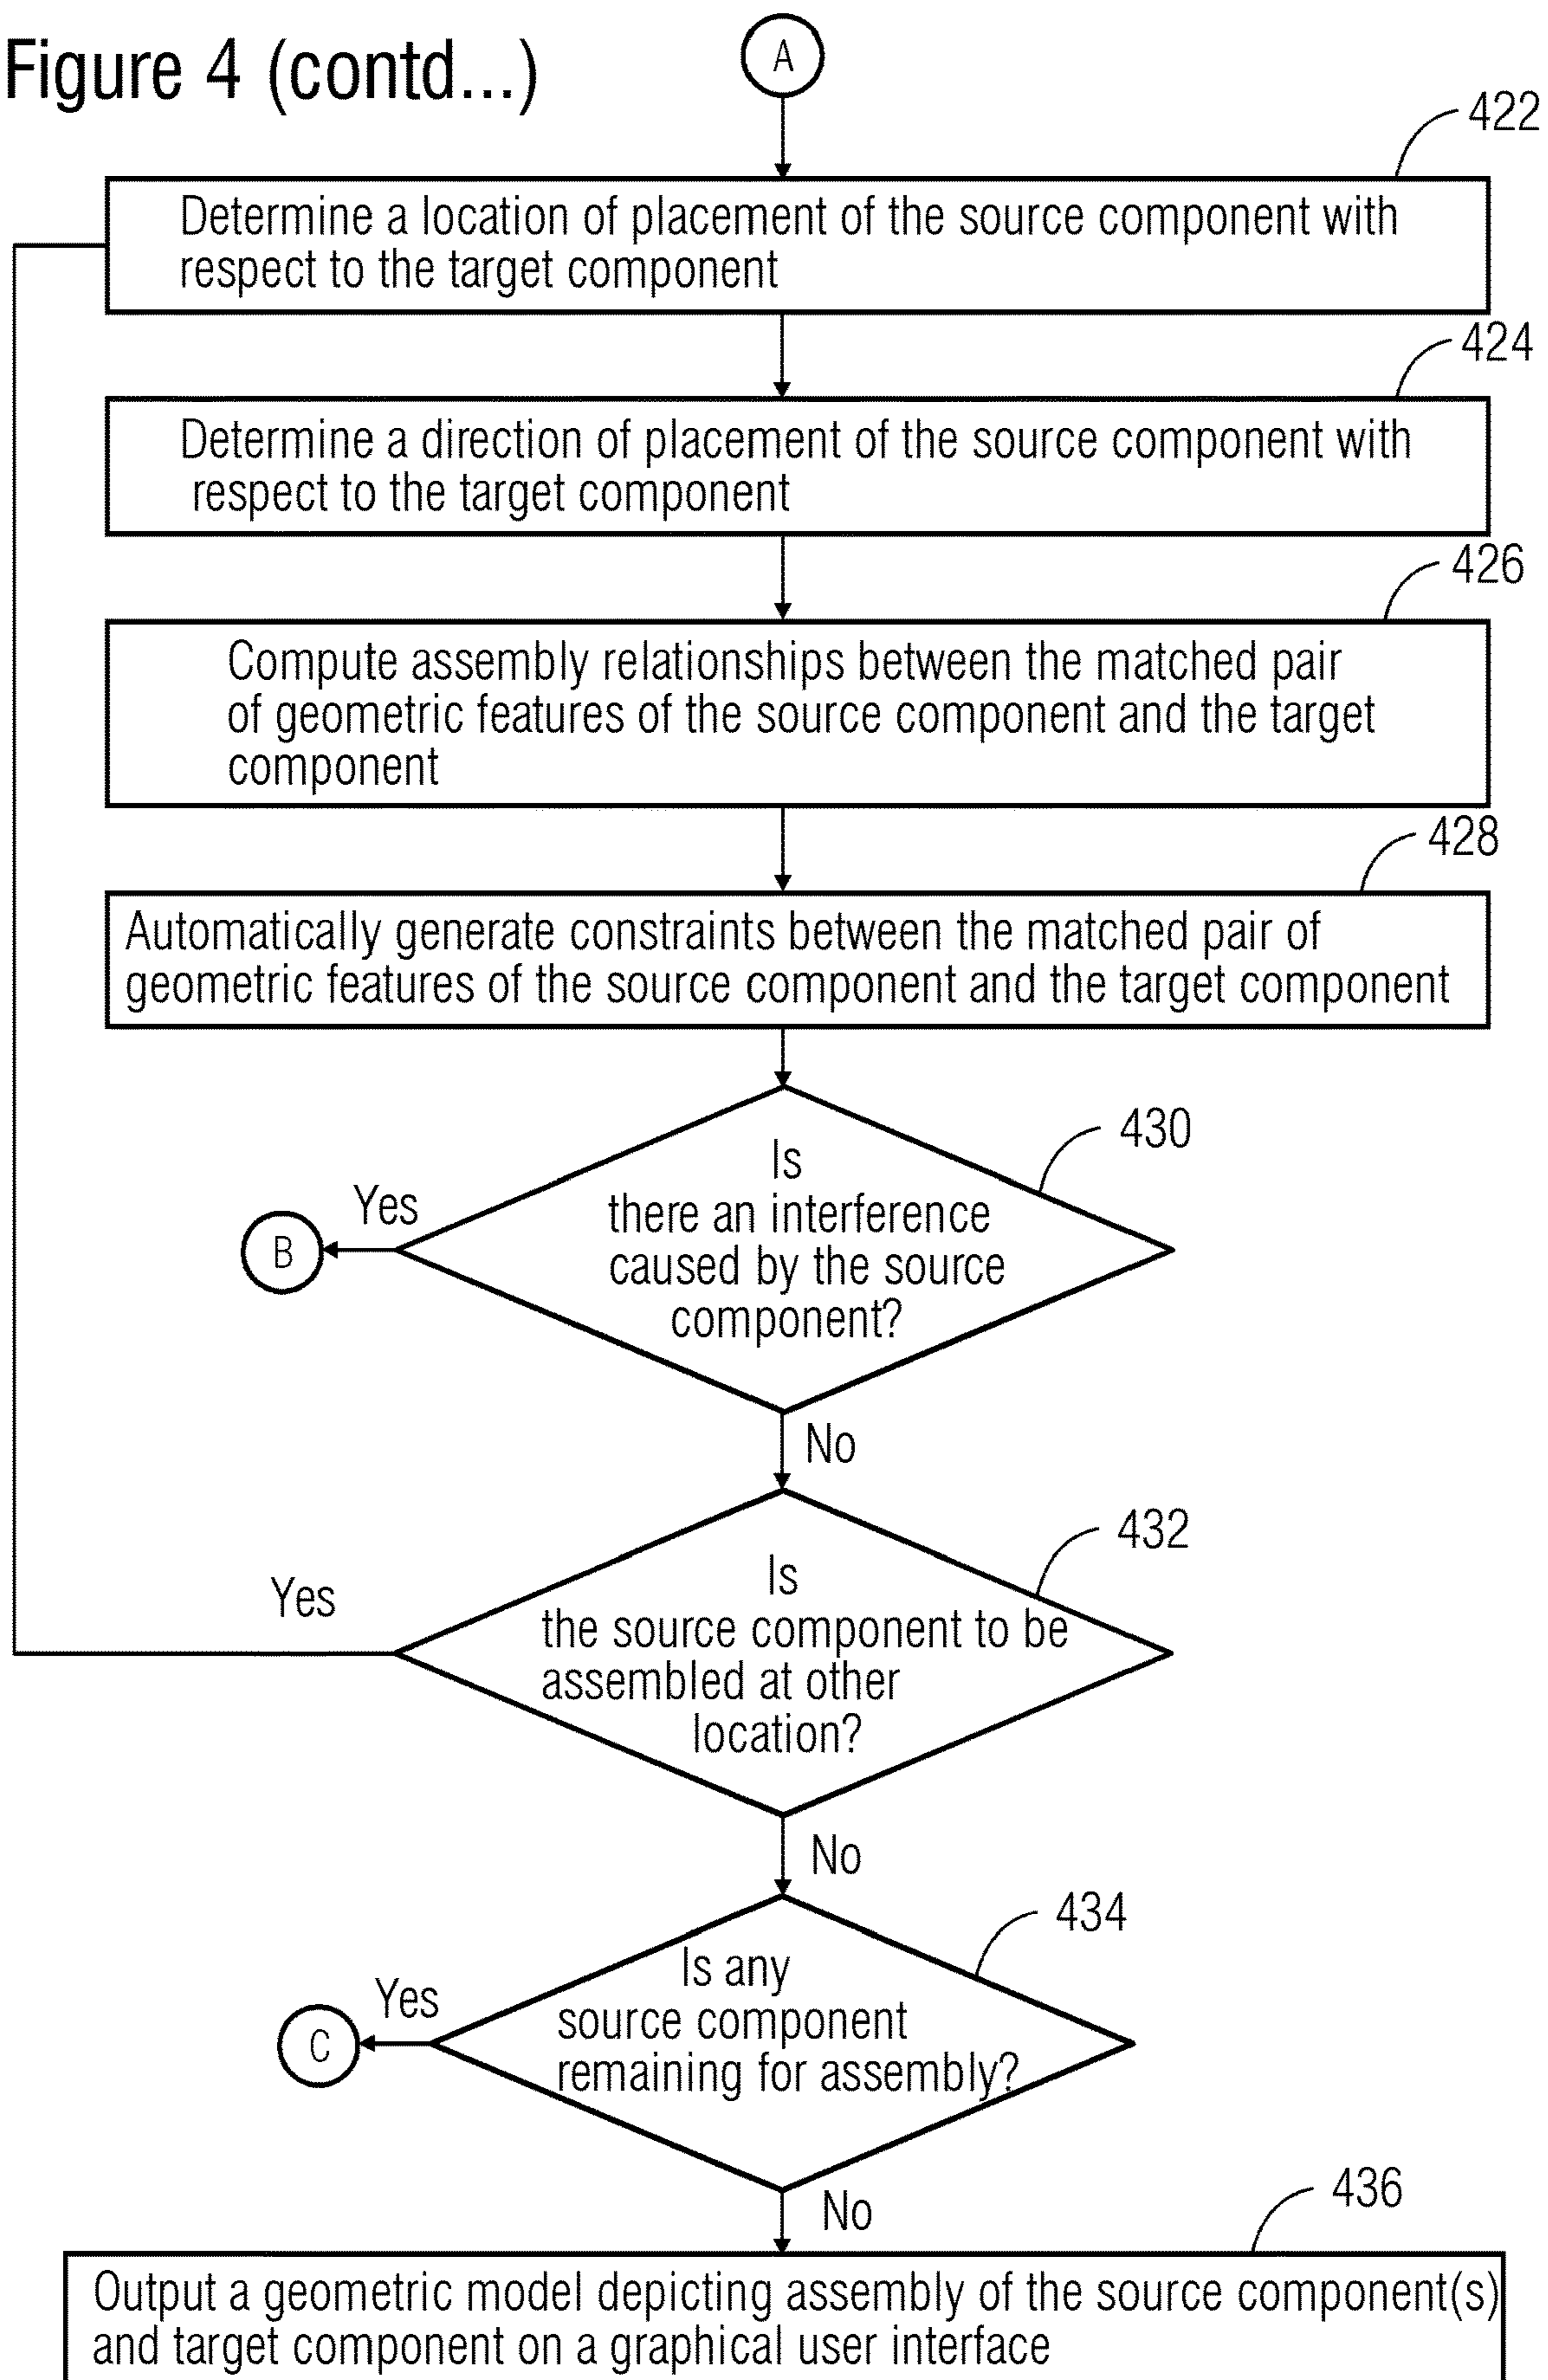 Figure 4 (contd...)
A
422
Determine a location of placement of the source component with
respect to the target component
424
Determine a direction of placement of the source component with
respect to the target component
426
Compute assembly relationships between the matched pair
of geometric features of the source component and the target
component
428
Automatically generate constraints between the matched pair of
geometric features of the source component and the target component
430
Is
there an interference
caused by the source
component?
Yes
B
No
432
Is
the source component to be
assembled at other
location?
Yes
No
434
Is any
source component
remaining for assembly?
Yes
C
No
436
Output a geometric model depicting assembly of the source component(s)
and target component on a graphical user interface